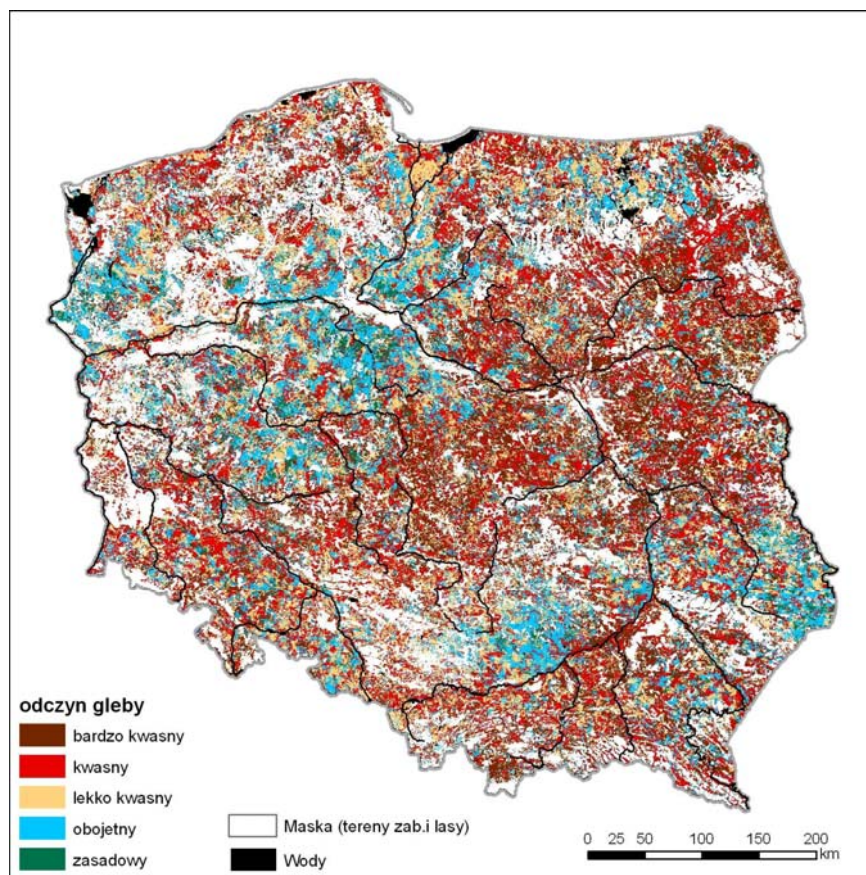 odczyn gleby
bardzo kwasny
kwasny
lekko kwasny
obojetny
zasadowy
Maska (tereny zab.i lasy)
Wody
0 25 50 100 150 200
km